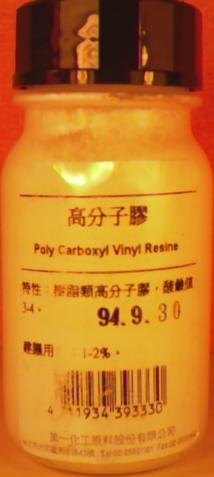 高分子膠
Poly Carboxyl Vinyl Resine
特性：樹脂類高分子膠，酸鹼值
3-4。
94.9.30
建議用 1-2%。
4 711934 393330
第一化工原料股份有限公司